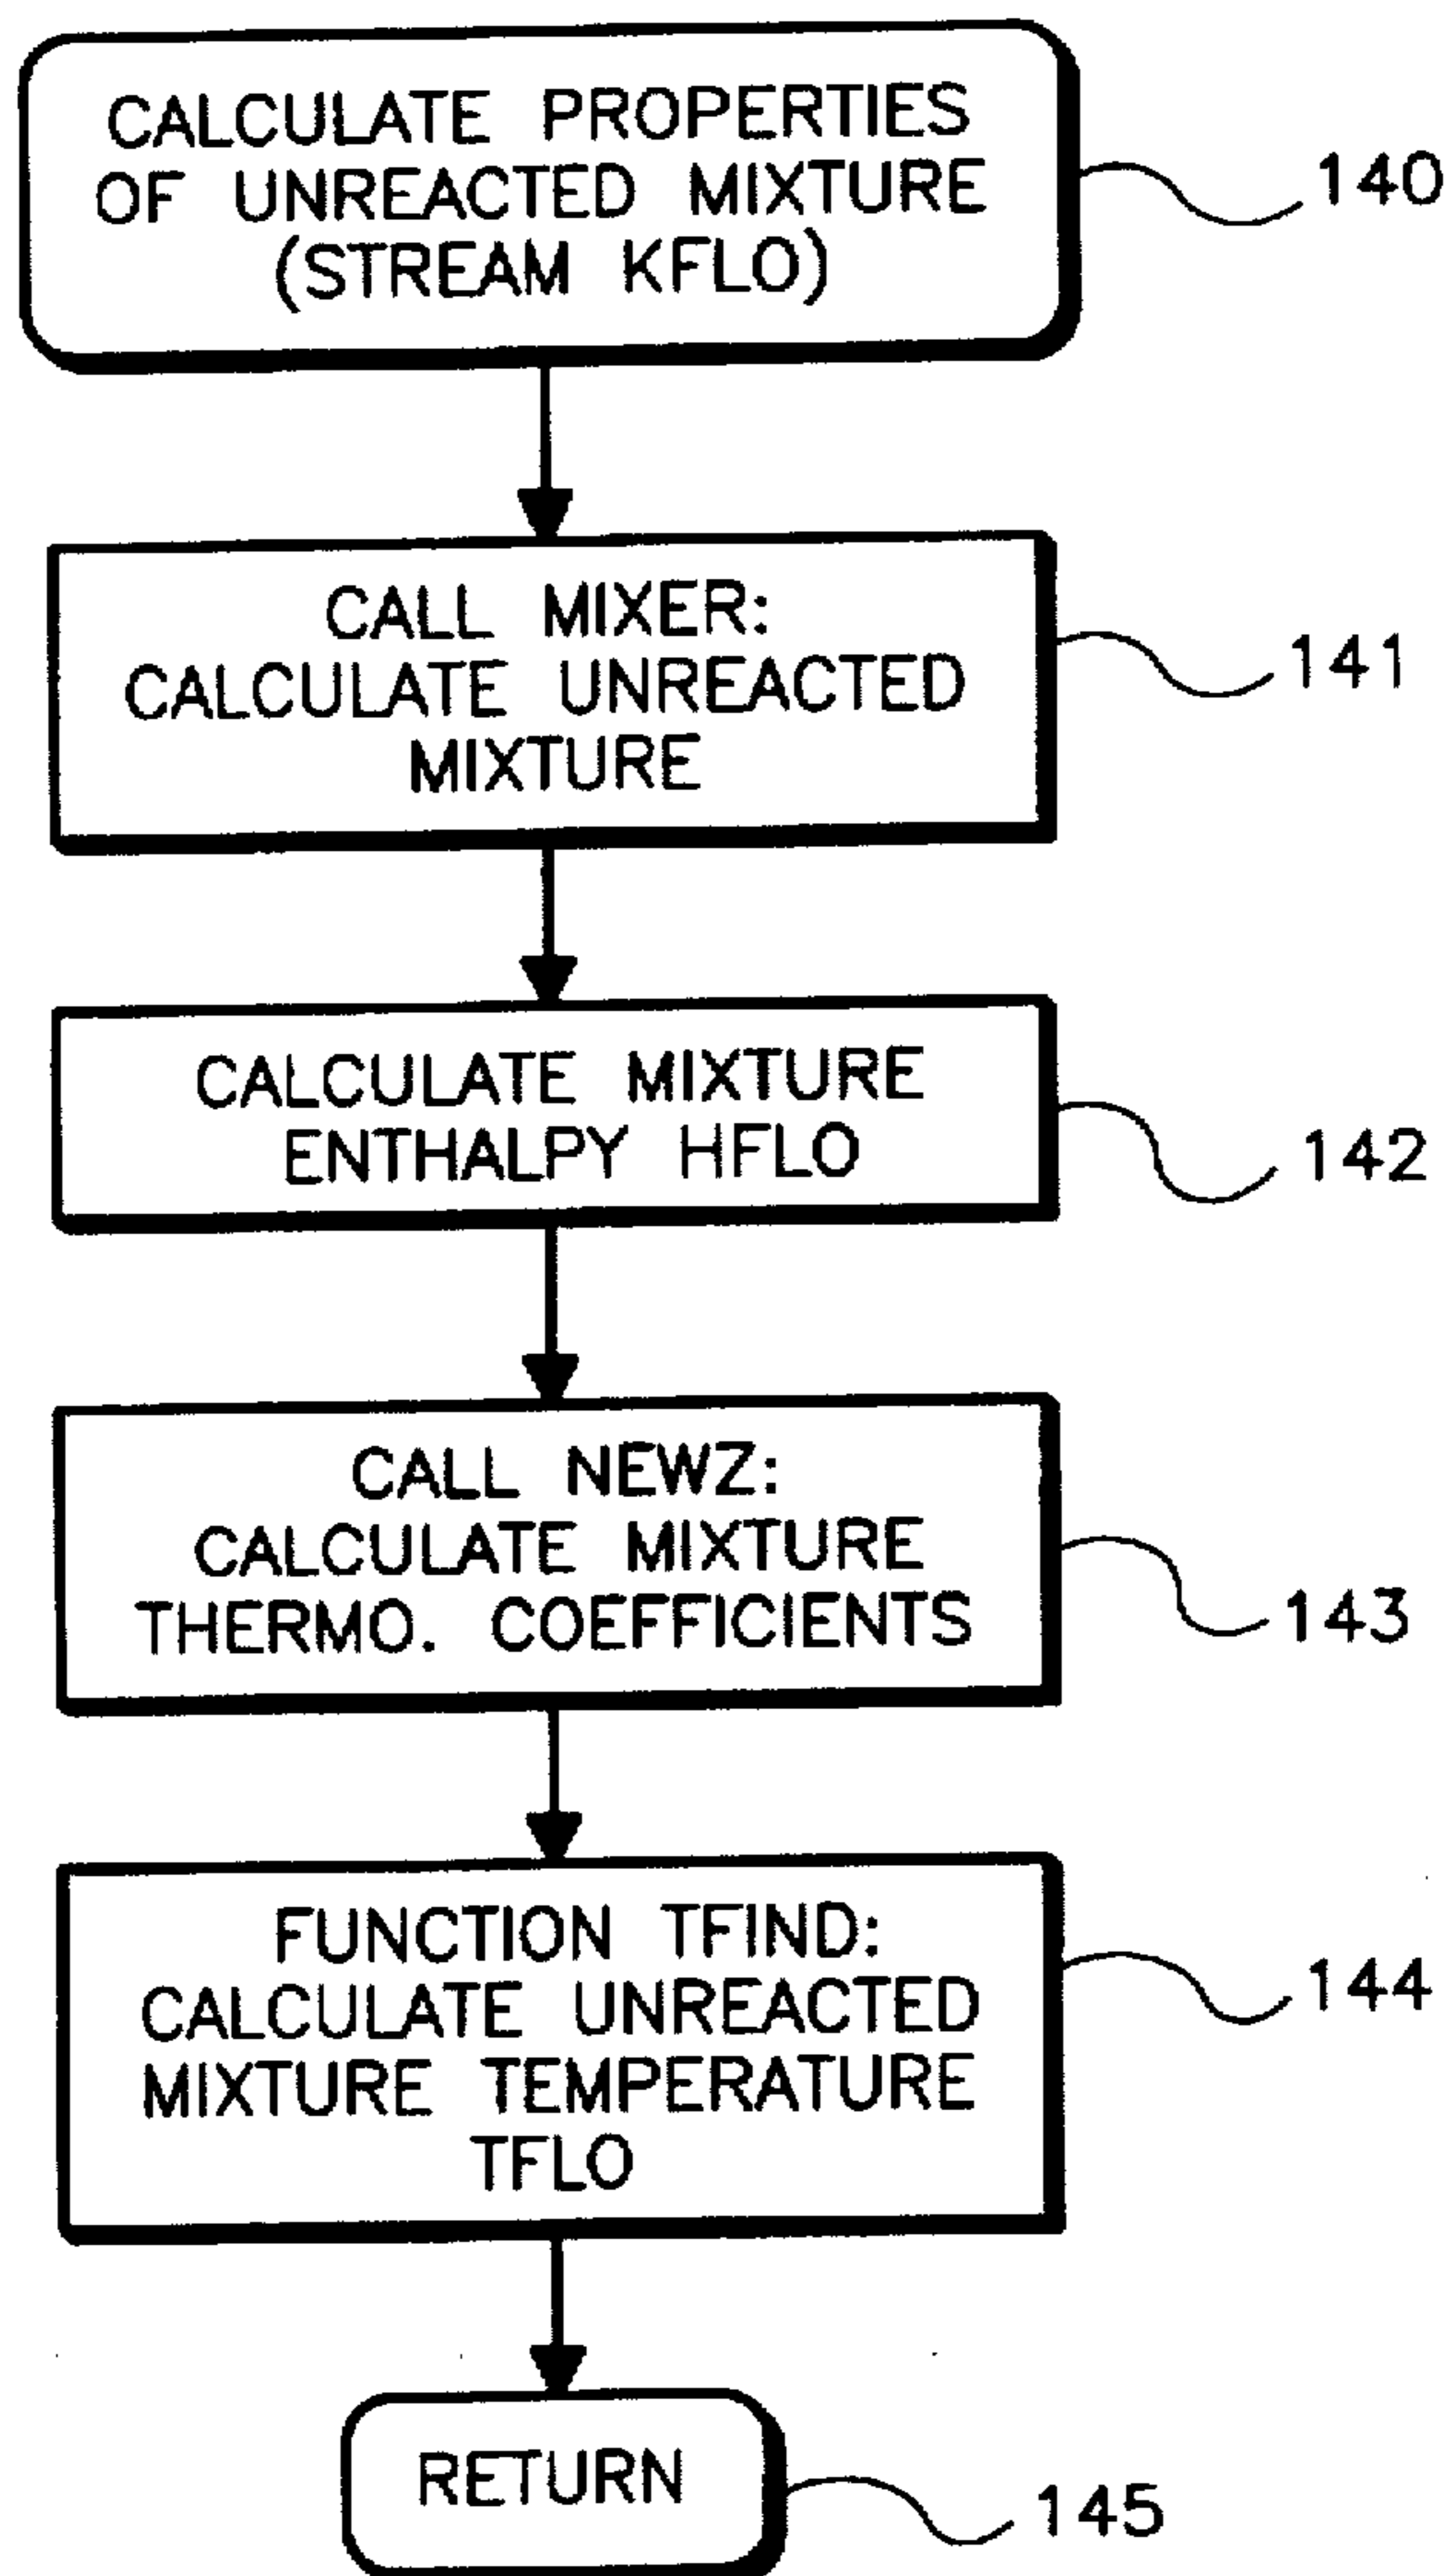 CALCULATE PROPERTIES
OF UNREACTED MIXTURE
(STREAM KFLO)
140
CALL MIXER:
CALCULATE UNREACTED
MIXTURE
141
CALCULATE MIXTURE
ENTHALPY HFLO
142
CALL NEWZ:
CALCULATE MIXTURE
THERMO. COEFFICIENTS
143
FUNCTION TFIND:
CALCULATE UNREACTED
MIXTURE TEMPERATURE
TFLO
144
RETURN
145